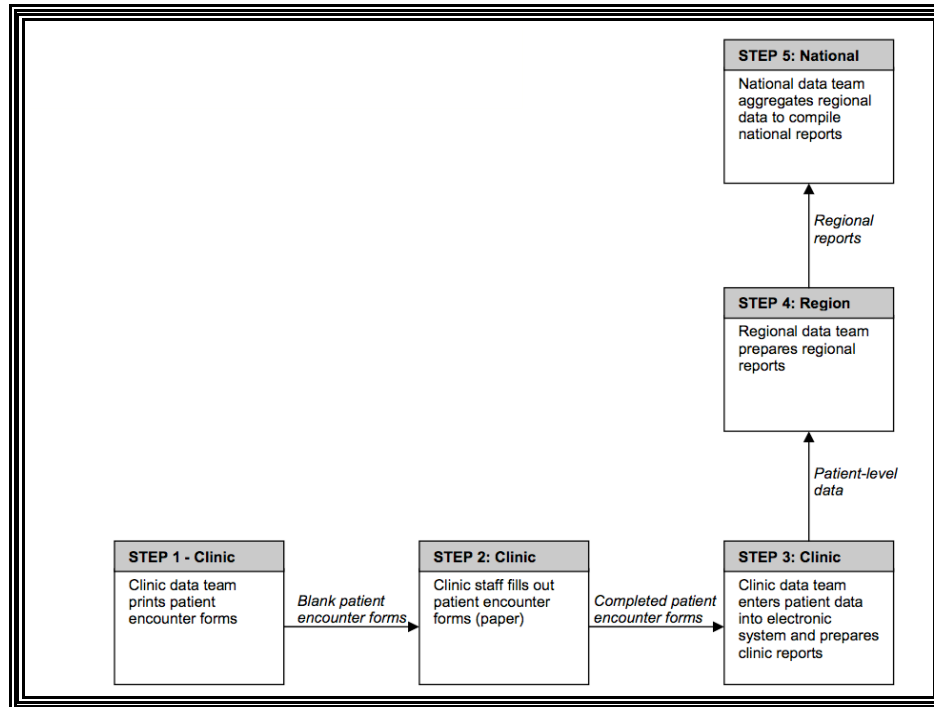 STEP 5: National
National data team
aggregates regional
data to compile
national reports
Regional
reports
STEP 4: Region
Regional data team
prepares regional
reports
Patient-level
data
STEP 1 - Clinic
Clinic data team
prints patient
encounter forms
Blank patient
encounter forms
STEP 2: Clinic
Clinic staff fills out
patient encounter
forms (paper)
Completed patient
encounter forms
STEP 3: Clinic
Clinic data team
enters patient data
into electronic
system and prepares
clinic reports